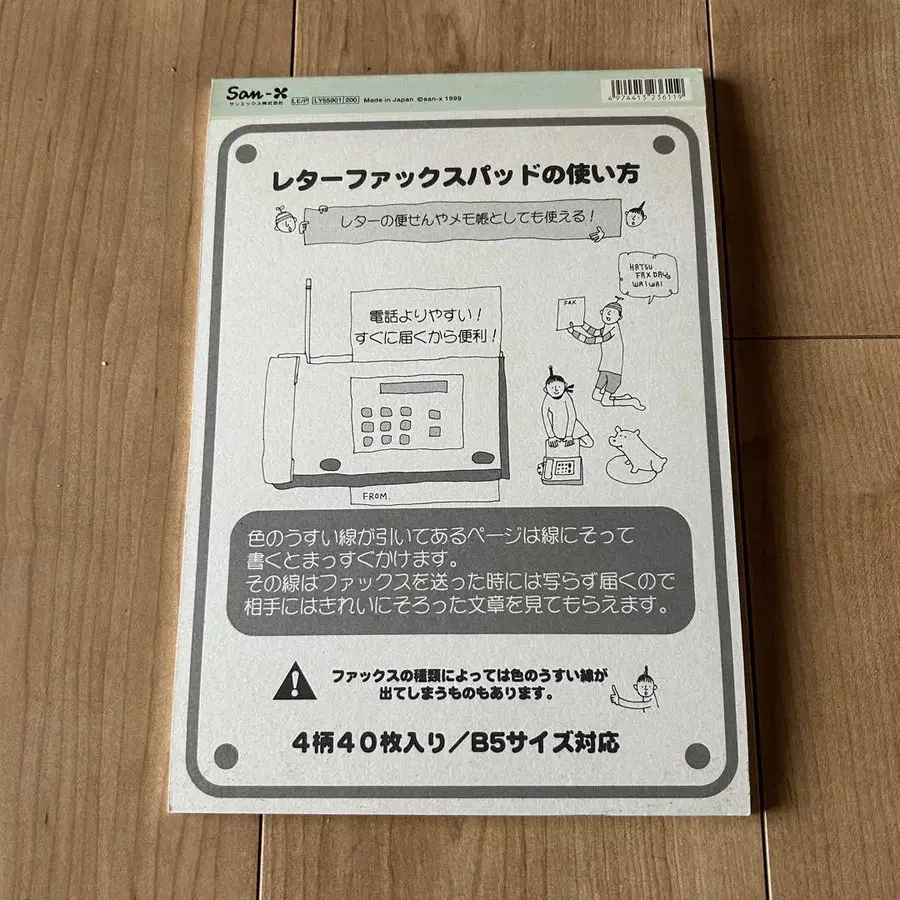 San-X
サンエックス株式会社
LE/P LY55901 200 Made in Japan ©san-x 1999
4 974413 236119
レターファックスパッドの使い方
レターの便せんやメモ帳としても使える！
HATSU
FAX DAYo
WAIWAI
FAX
電話よりやすい！
すぐに届くから便利！
FROM.
色のうすい線が引いてあるページは線にそって
書くとまっすぐかけます。
その線はファックスを送った時には写らず届くので
相手にはきれいにそろった文章を見てもらえます。
ファックスの種類によっては色のうすい線が
出てしまうものもあります。
4柄40枚入り／B5サイズ対応